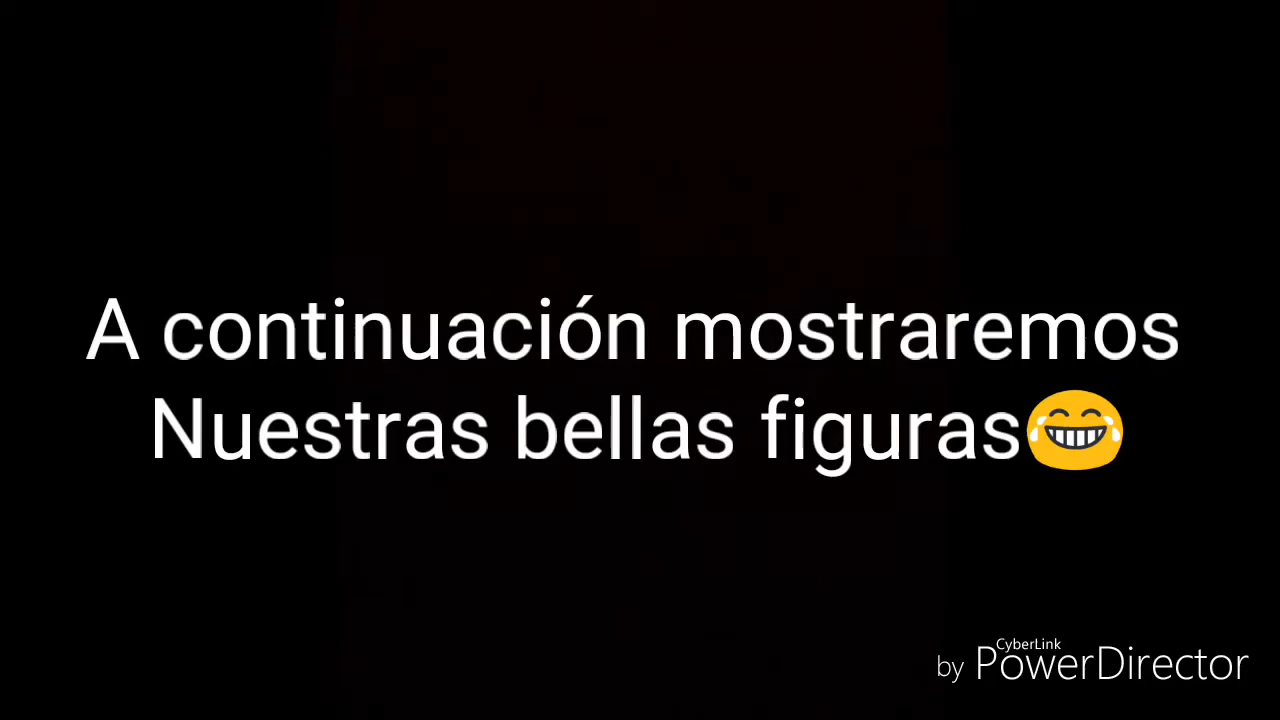 A continuación mostraremos
Nuestras bellas figuras😂
CyberLink
by PowerDirector